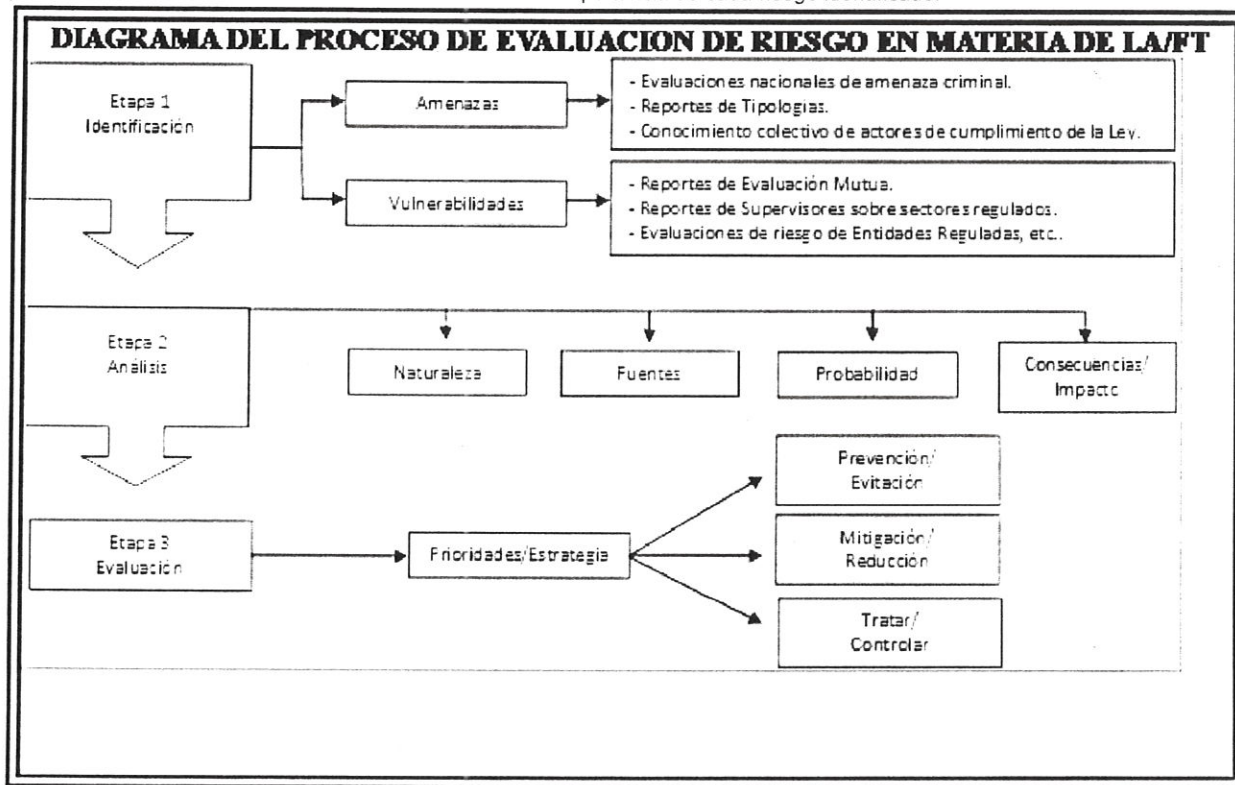 DIAGRAMA DEL PROCESO DE EVALUACION DE RIESGO EN MATERIA DE LA/FT
Etapa 1
Identificación
Amenazas
- Evaluaciones nacionales de amenaza criminal.
- Reportes de Tipologías.
- Conocimiento colectivo de actores de cumplimiento de la Ley.
Vulnerabilidades
- Reportes de Evaluación Mutua.
- Reportes de Supervisores sobre sectores regulados.
- Evaluaciones de riesgo de Entidades Reguladas, etc..
Etapa 2
Análisis
Naturaleza
Fuentes
Probabilidad
Consecuencias/
Impacto
Etapa 3
Evaluación
Prioridades/Estrategia
Prevención/
Evitación
Mitigación/
Reducción
Tratar/
Controlar